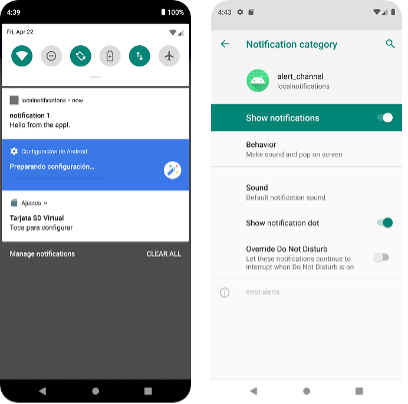 4:39
100%
Fri, Apr 22
localnotifications • now
notification 1
Hello from the app!.
Configuración de Android
Preparando configuración...
Ajustes
Tarjeta SD Virtual
Toca para configurar
Manage notifications
CLEAR ALL
4:43
Notification category
alert_channel
localnotifications
Show notifications
Behavior
Make sound and pop on screen
Sound
Default notification sound
Show notification dot
Override Do Not Disturb
Let these notifications continue to
interrupt when Do Not Disturb is on
error alerts